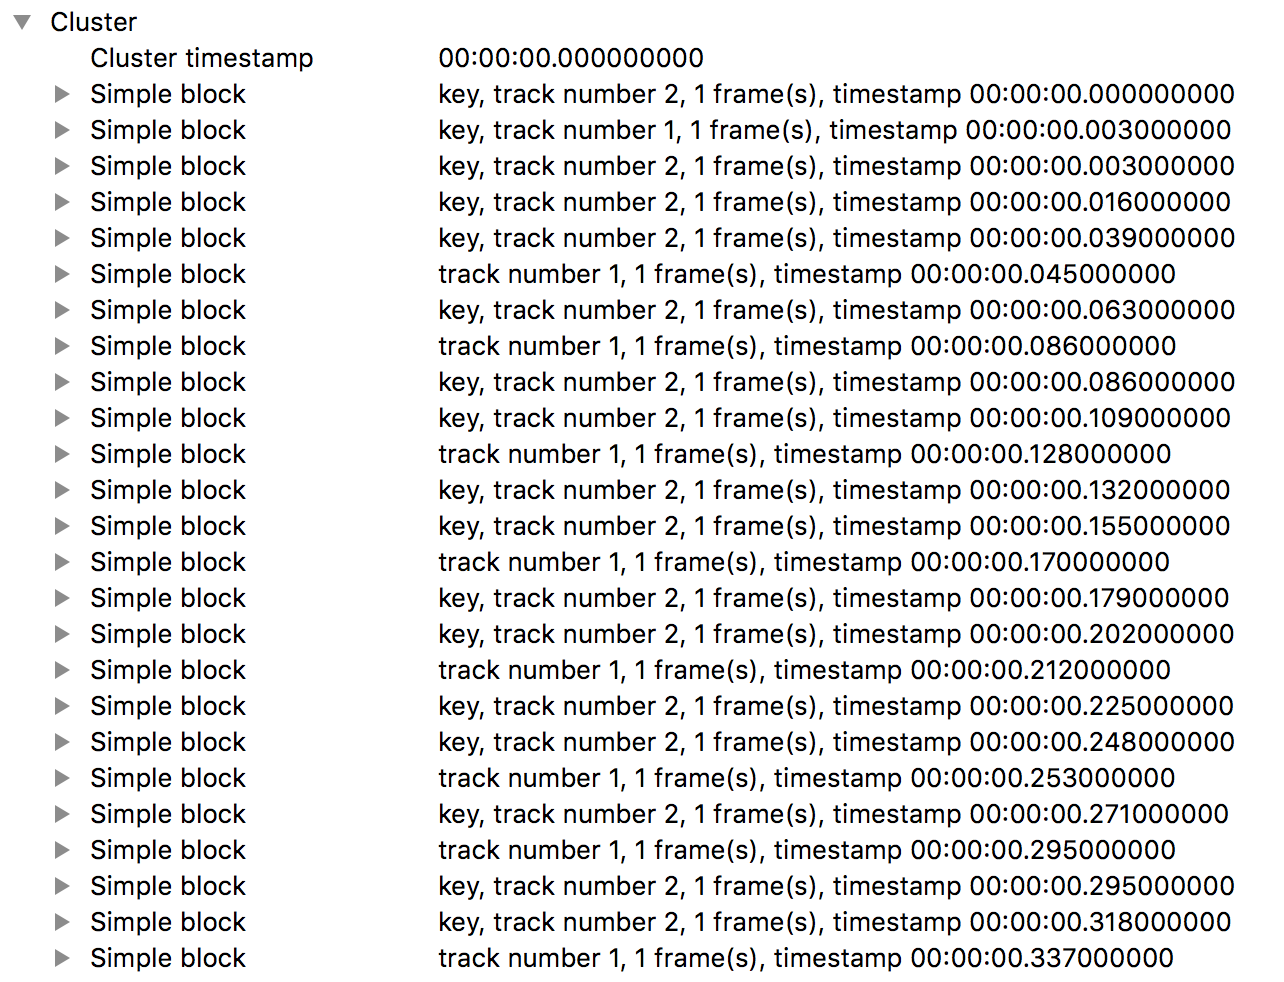 Cluster
Cluster timestamp 00:00:00.000000000
Simple block key, track number 2, 1 frame(s), timestamp 00:00:00.000000000
Simple block key, track number 1, 1 frame(s), timestamp 00:00:00.003000000
Simple block key, track number 2, 1 frame(s), timestamp 00:00:00.003000000
Simple block key, track number 2, 1 frame(s), timestamp 00:00:00.016000000
Simple block key, track number 2, 1 frame(s), timestamp 00:00:00.039000000
Simple block track number 1, 1 frame(s), timestamp 00:00:00.045000000
Simple block key, track number 2, 1 frame(s), timestamp 00:00:00.063000000
Simple block track number 1, 1 frame(s), timestamp 00:00:00.086000000
Simple block key, track number 2, 1 frame(s), timestamp 00:00:00.086000000
Simple block key, track number 2, 1 frame(s), timestamp 00:00:00.109000000
Simple block track number 1, 1 frame(s), timestamp 00:00:00.128000000
Simple block key, track number 2, 1 frame(s), timestamp 00:00:00.132000000
Simple block key, track number 2, 1 frame(s), timestamp 00:00:00.155000000
Simple block track number 1, 1 frame(s), timestamp 00:00:00.170000000
Simple block key, track number 2, 1 frame(s), timestamp 00:00:00.179000000
Simple block key, track number 2, 1 frame(s), timestamp 00:00:00.202000000
Simple block track number 1, 1 frame(s), timestamp 00:00:00.212000000
Simple block key, track number 2, 1 frame(s), timestamp 00:00:00.225000000
Simple block key, track number 2, 1 frame(s), timestamp 00:00:00.248000000
Simple block track number 1, 1 frame(s), timestamp 00:00:00.253000000
Simple block key, track number 2, 1 frame(s), timestamp 00:00:00.271000000
Simple block track number 1, 1 frame(s), timestamp 00:00:00.295000000
Simple block key, track number 2, 1 frame(s), timestamp 00:00:00.295000000
Simple block key, track number 2, 1 frame(s), timestamp 00:00:00.318000000
Simple block track number 1, 1 frame(s), timestamp 00:00:00.337000000